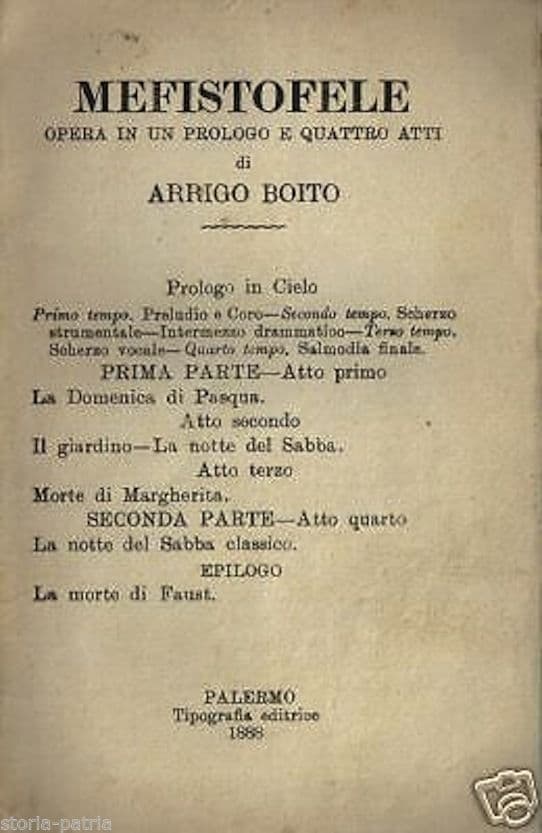 MEFISTOFELE
OPERA IN UN PROLOGO E QUATTRO ATTI
di
ARRIGO BOITO
Prologo in Cielo
Primo tempo. Preludio e Coro—Secondo tempo. Scherzo
strumentale—Intermezzo drammatico—Terzo tempo.
Scherzo vocale—Quarto tempo. Salmodia finale.
PRIMA PARTE—Atto primo
La Domenica di Pasqua.
Atto secondo
Il giardino—La notte del Sabba.
Atto terzo
Morte di Margherita.
SECONDA PARTE—Atto quarto
La notte del Sabba classico.
EPILOGO
La morte di Faust.
PALERMO
Tipografia editrice
1888
storia-patria